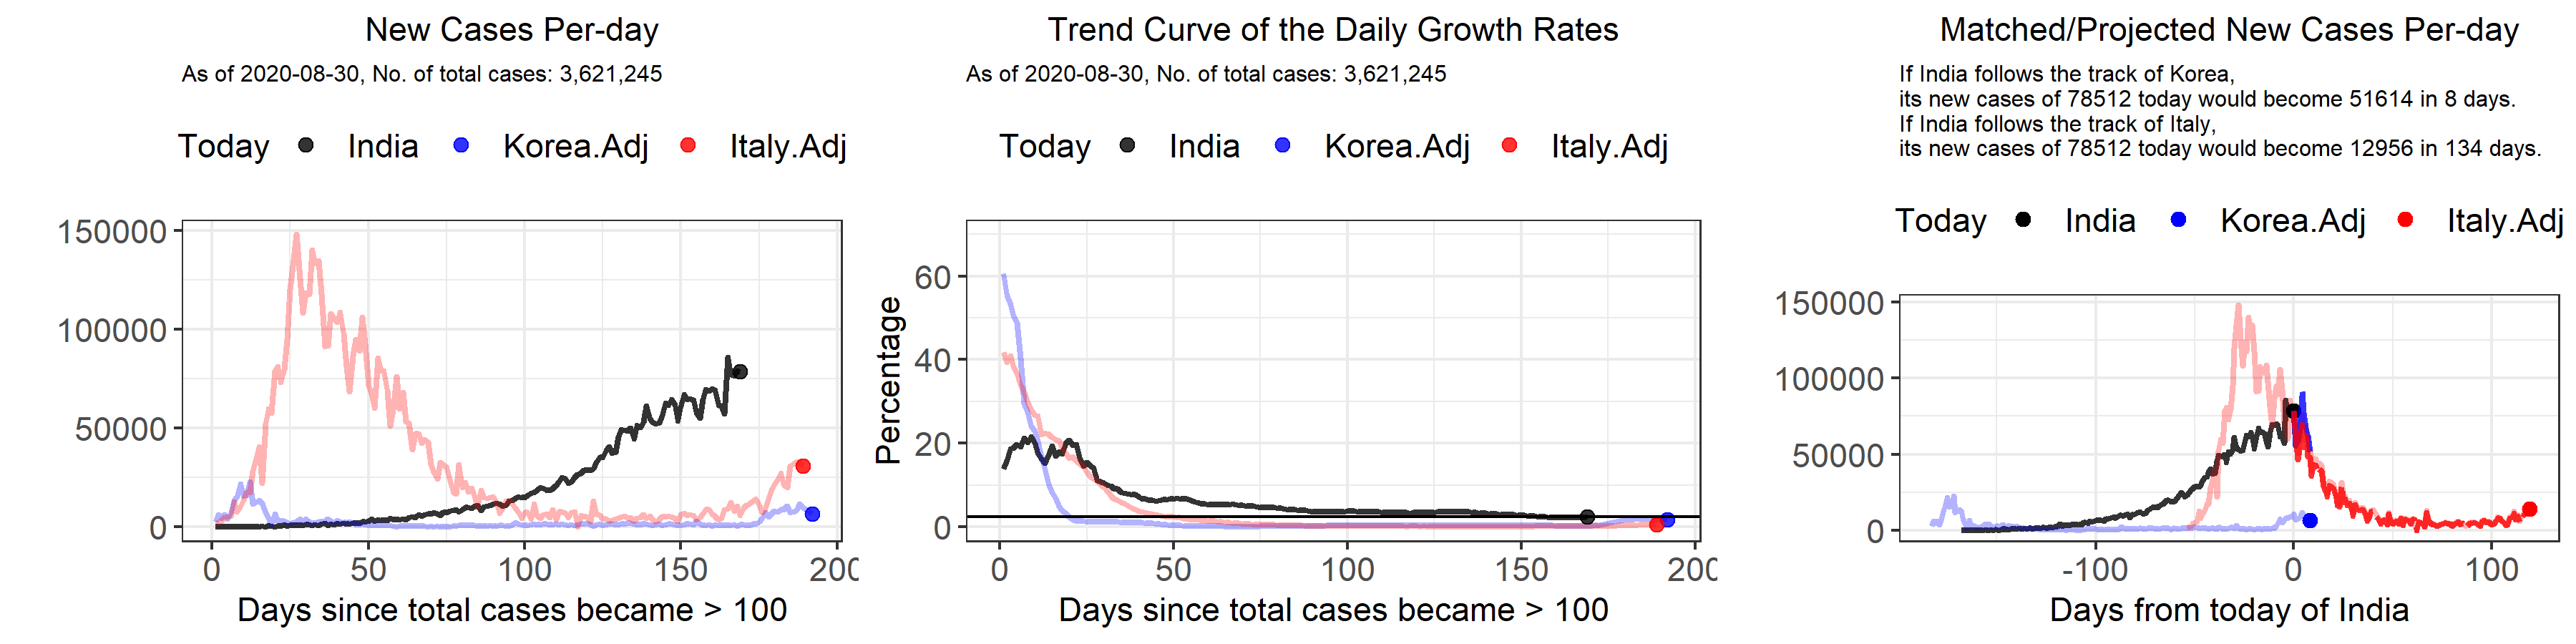 New Cases Per-day
As of 2020-08-30, No. of total cases: 3,621,245
Today India Korea.Adj Italy.Adj
150000
100000
50000
0
0 50 100 150 200
Days since total cases became > 100
Trend Curve of the Daily Growth Rates
As of 2020-08-30, No. of total cases: 3,621,245
Today India Korea.Adj Italy.Adj
Percentage
60
40
20
0
0 50 100 150 200
Days since total cases became > 100
Matched/Projected New Cases Per-day
If India follows the track of Korea,
its new cases of 78512 today would become 51614 in 8 days.
If India follows the track of Italy,
its new cases of 78512 today would become 12956 in 134 days.
Today India Korea.Adj Italy.Adj
150000
100000
50000
0
-100 0 100
Days from today of India